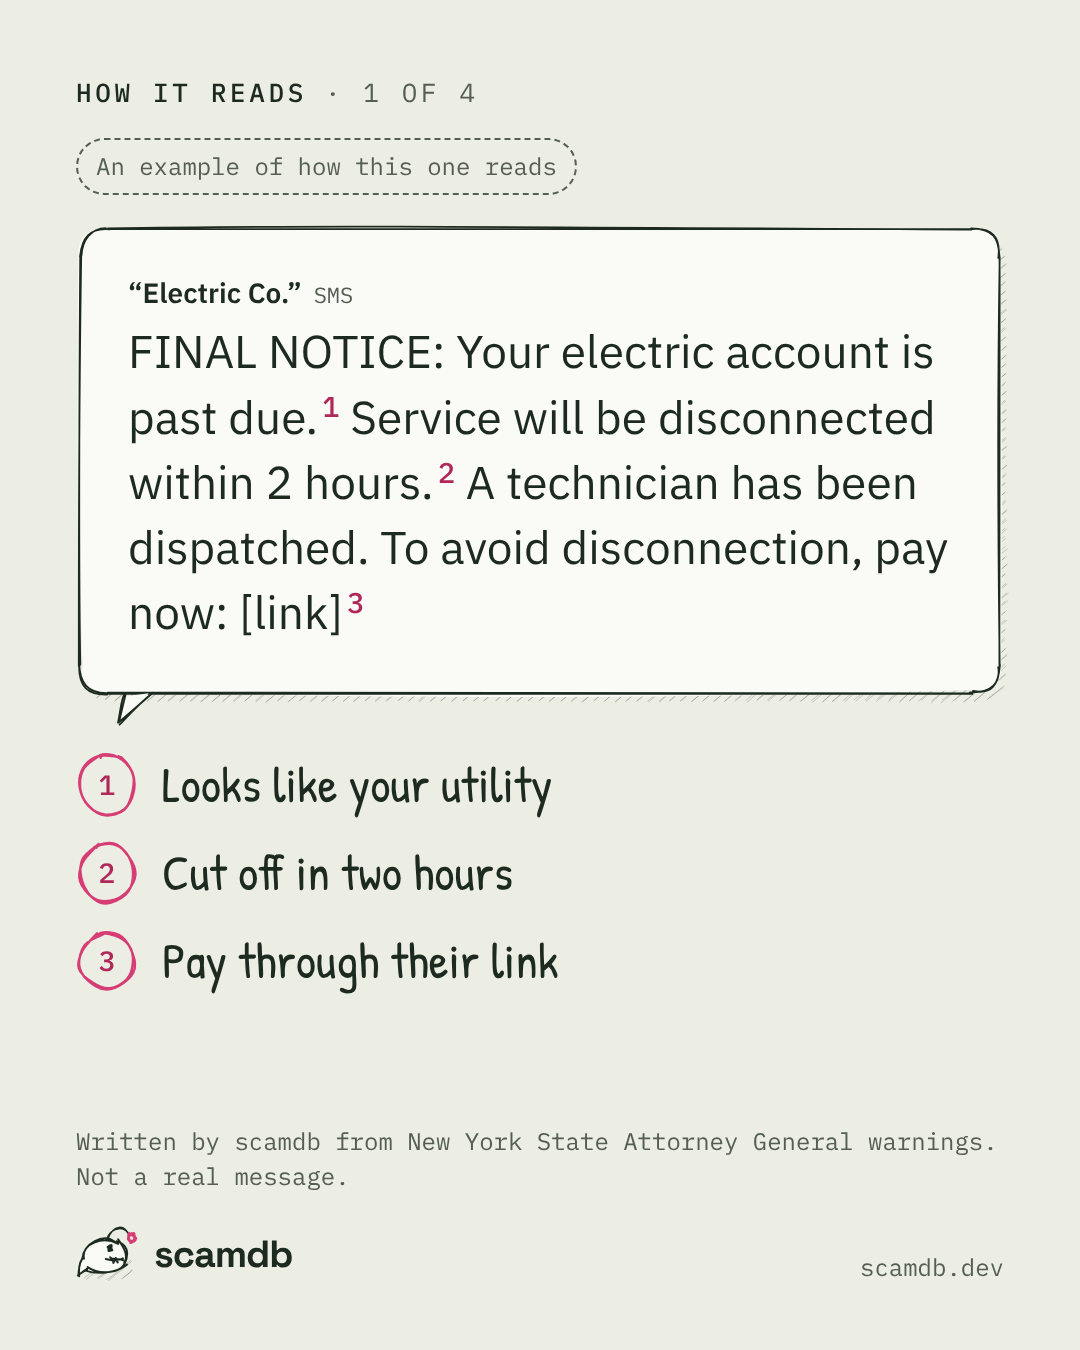 HOW IT READS · 1 OF 4
An example of how this one reads
“Electric Co.” SMS
FINAL NOTICE: Your electric account is
past due.1 Service will be disconnected
within 2 hours.2 A technician has been
dispatched. To avoid disconnection, pay
now: [link]3
1 Looks like your utility
2 Cut off in two hours
3 Pay through their link
Written by scamdb from New York State Attorney General warnings.
Not a real message.
scamdb
scamdb.dev